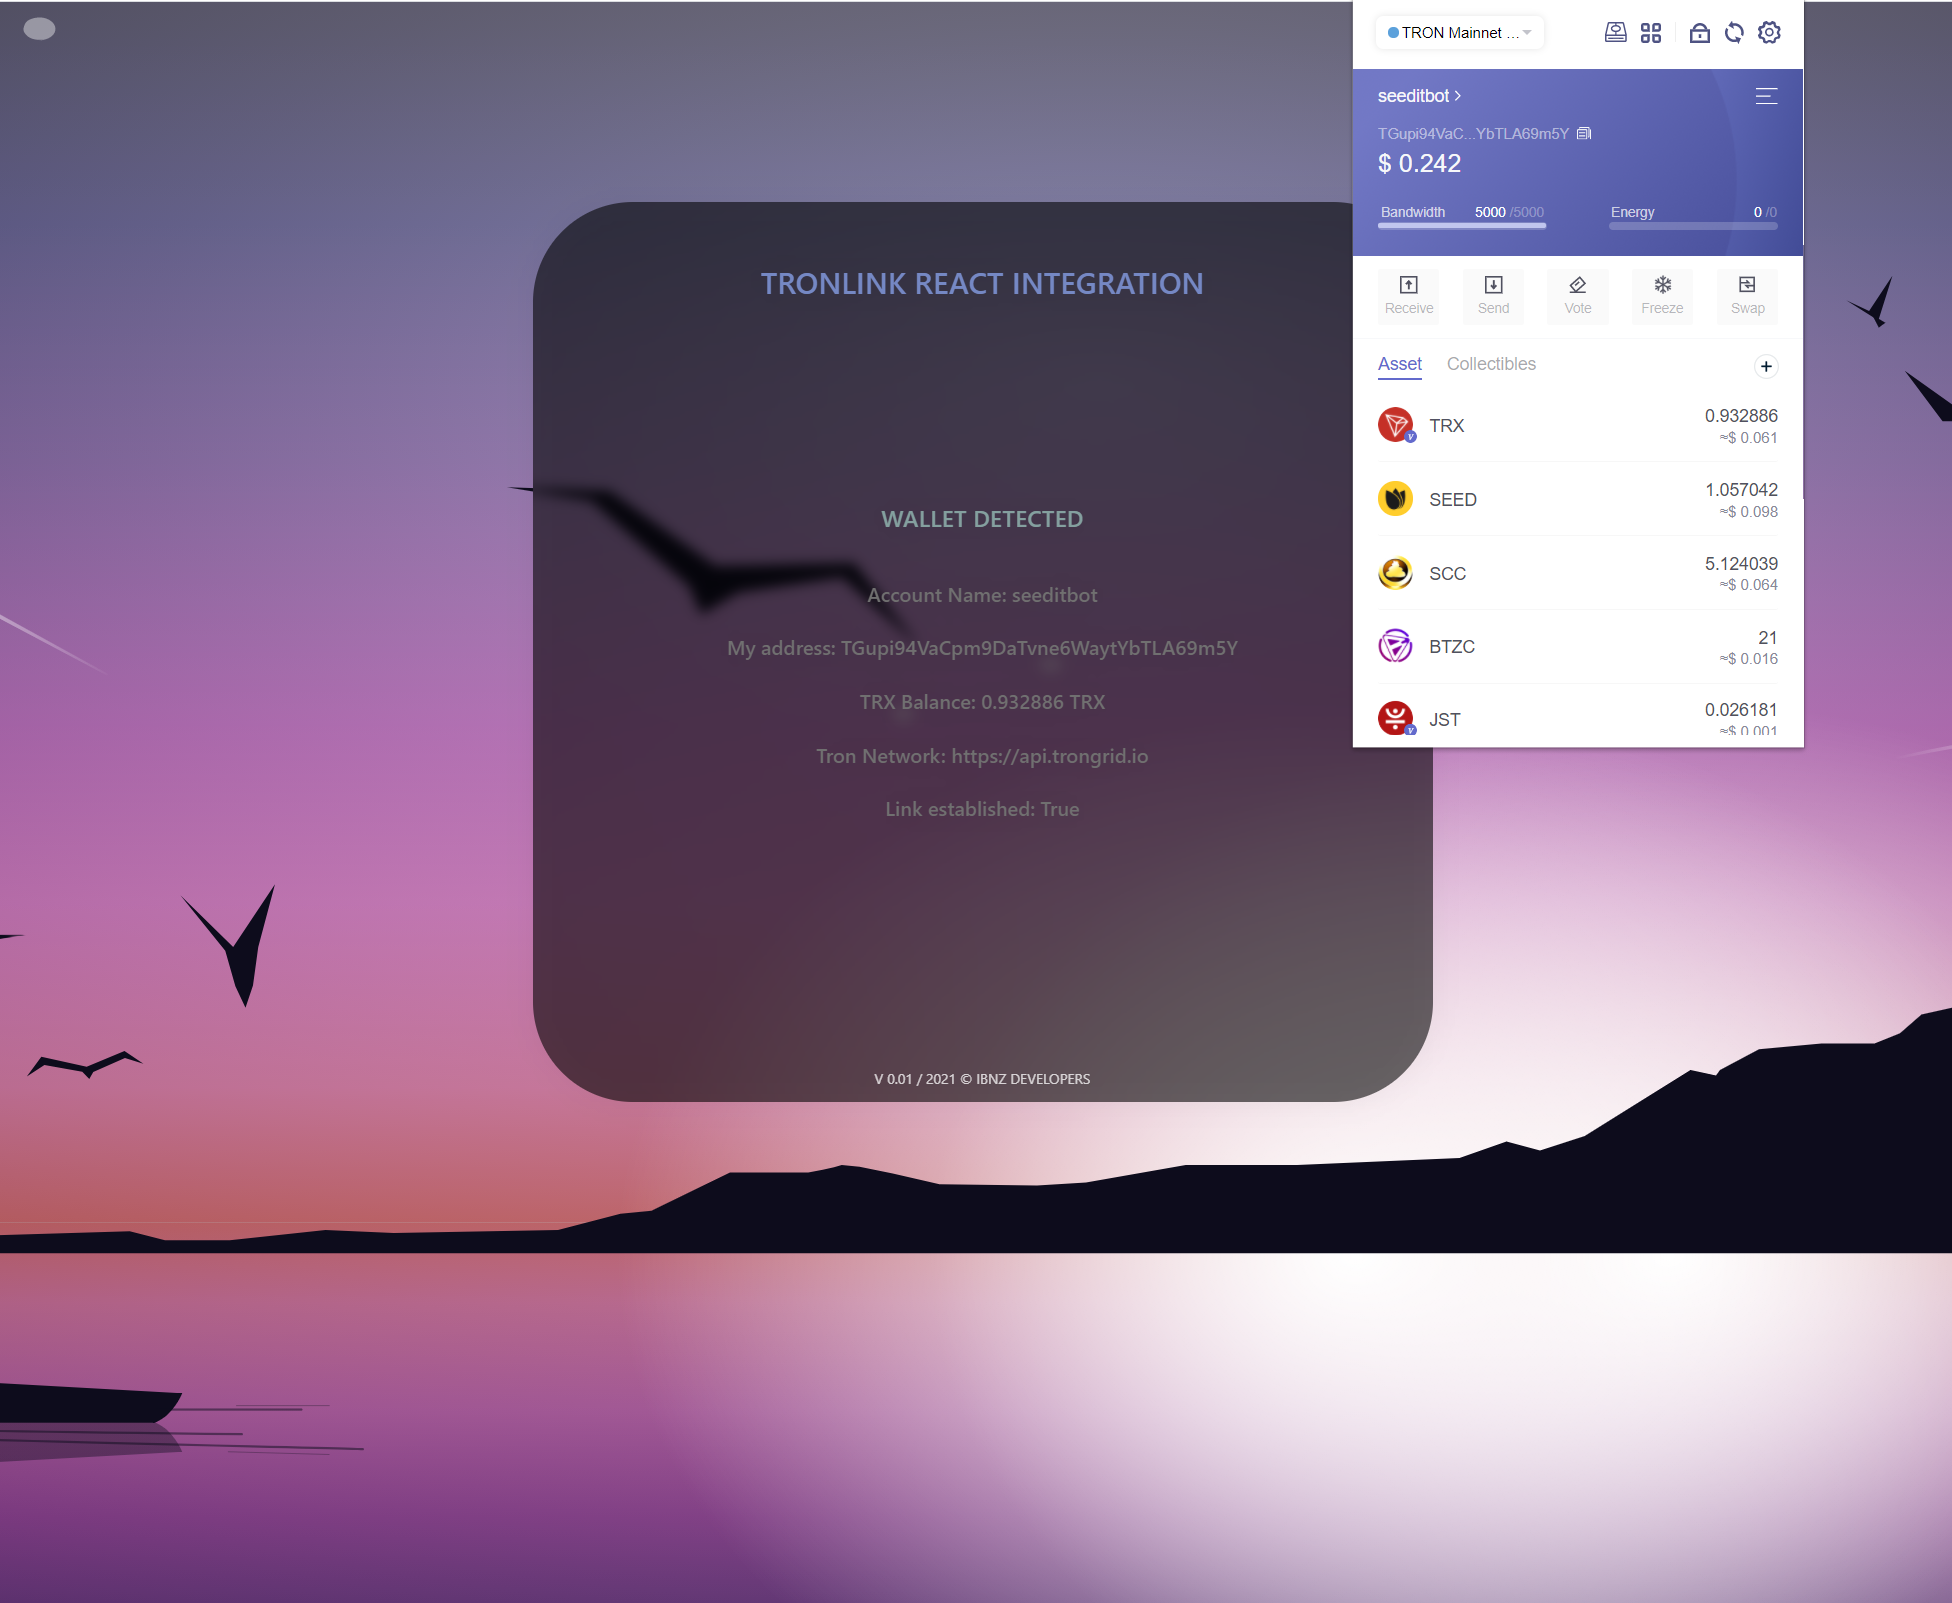 TRON Mainnet ...
seeditbot
TGupi94VaC...YbTLA69m5Y
$ 0.242
Bandwidth 5000 /5000 Energy 0 /0
Receive Send Vote Freeze Swap
Asset Collectibles
TRX 0.932886
≈$ 0.061
SEED 1.057042
≈$ 0.098
SCC 5.124039
≈$ 0.064
BTZC 21
≈$ 0.016
JST 0.026181
≈$ 0.001
TRONLINK REACT INTEGRATION
WALLET DETECTED
Account Name: seeditbot
My address: TGupi94VaCpm9DaTvne6WaytYbTLA69m5Y
TRX Balance: 0.932886 TRX
Tron Network: https://api.trongrid.io
Link established: True
V 0.01 / 2021 © IBNZ DEVELOPERS